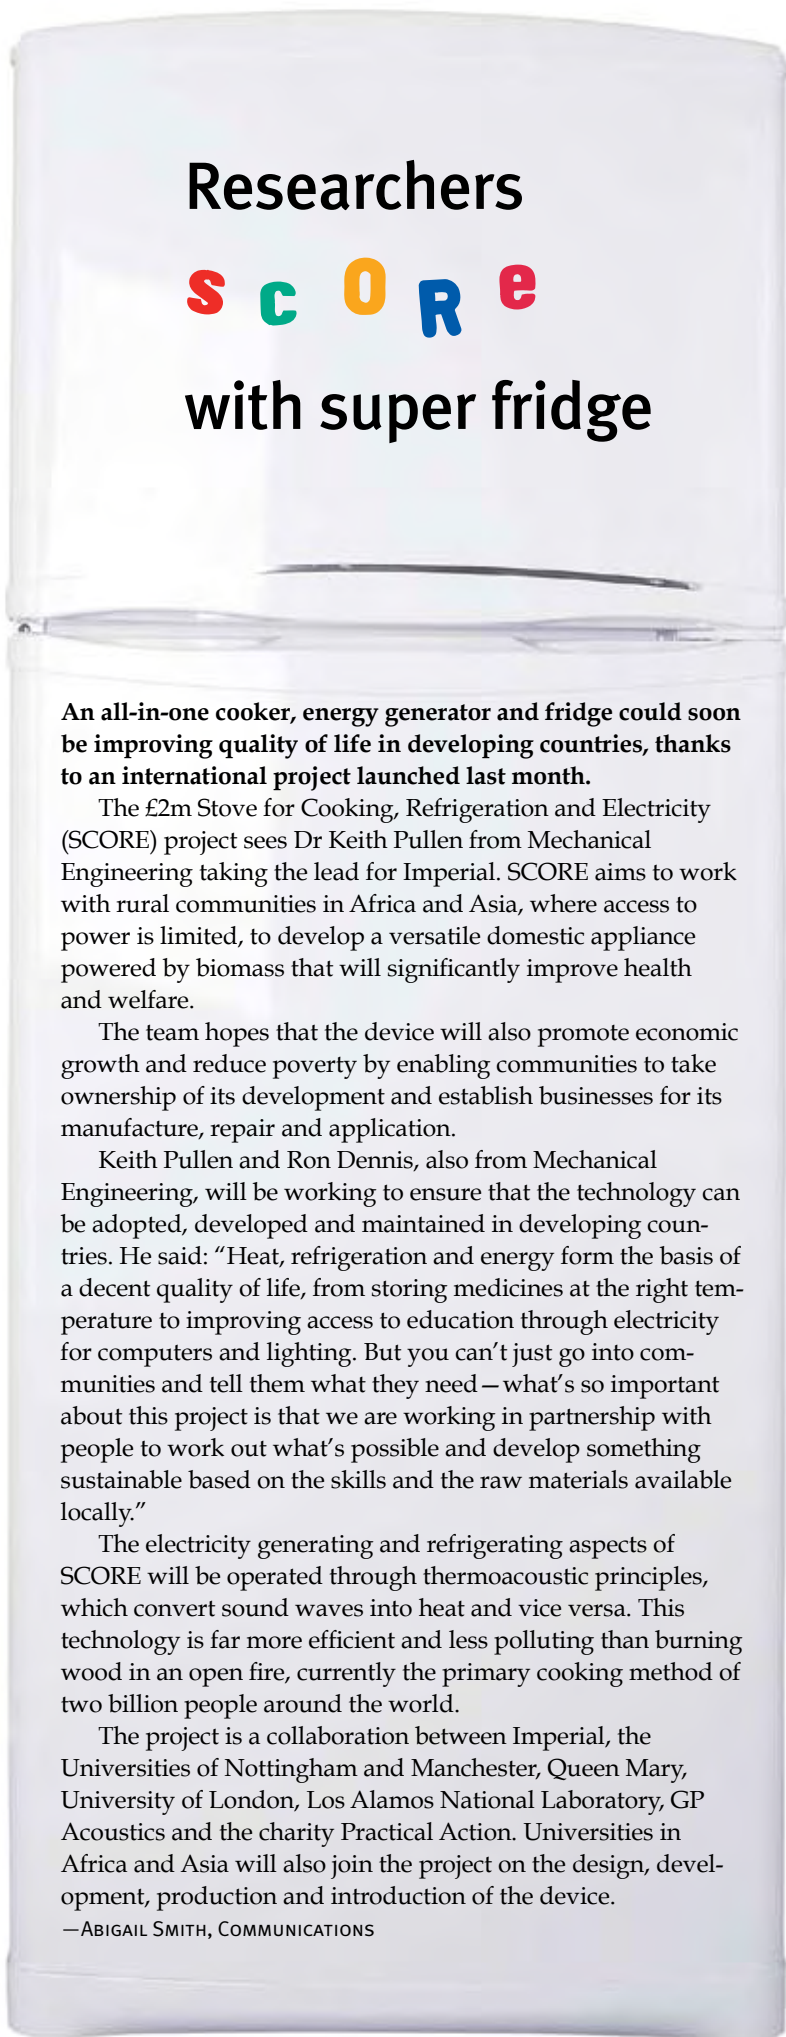 Researchers
scORe
with super fridge
An all-in-one cooker, energy generator and fridge could soon
be improving quality of life in developing countries, thanks
to an international project launched last month.
The £2m Stove for Cooking, Refrigeration and Electricity
(SCORE) project sees Dr Keith Pullen from Mechanical
Engineering taking the lead for Imperial. SCORE aims to work
with rural communities in Africa and Asia, where access to
power is limited, to develop a versatile domestic appliance
powered by biomass that will significantly improve health
and welfare.
The team hopes that the device will also promote economic
growth and reduce poverty by enabling communities to take
ownership of its development and establish businesses for its
manufacture, repair and application.
Keith Pullen and Ron Dennis, also from Mechanical
Engineering, will be working to ensure that the technology can
be adopted, developed and maintained in developing coun-
tries. He said: “Heat, refrigeration and energy form the basis of
a decent quality of life, from storing medicines at the right tem-
perature to improving access to education through electricity
for computers and lighting. But you can’t just go into com-
munities and tell them what they need—what’s so important
about this project is that we are working in partnership with
people to work out what’s possible and develop something
sustainable based on the skills and the raw materials available
locally.”
The electricity generating and refrigerating aspects of
SCORE will be operated through thermoacoustic principles,
which convert sound waves into heat and vice versa. This
technology is far more efficient and less polluting than burning
wood in an open fire, currently the primary cooking method of
two billion people around the world.
The project is a collaboration between Imperial, the
Universities of Nottingham and Manchester, Queen Mary,
University of London, Los Alamos National Laboratory, GP
Acoustics and the charity Practical Action. Universities in
Africa and Asia will also join the project on the design, devel-
opment, production and introduction of the device.
—Abigail Smith, Communications